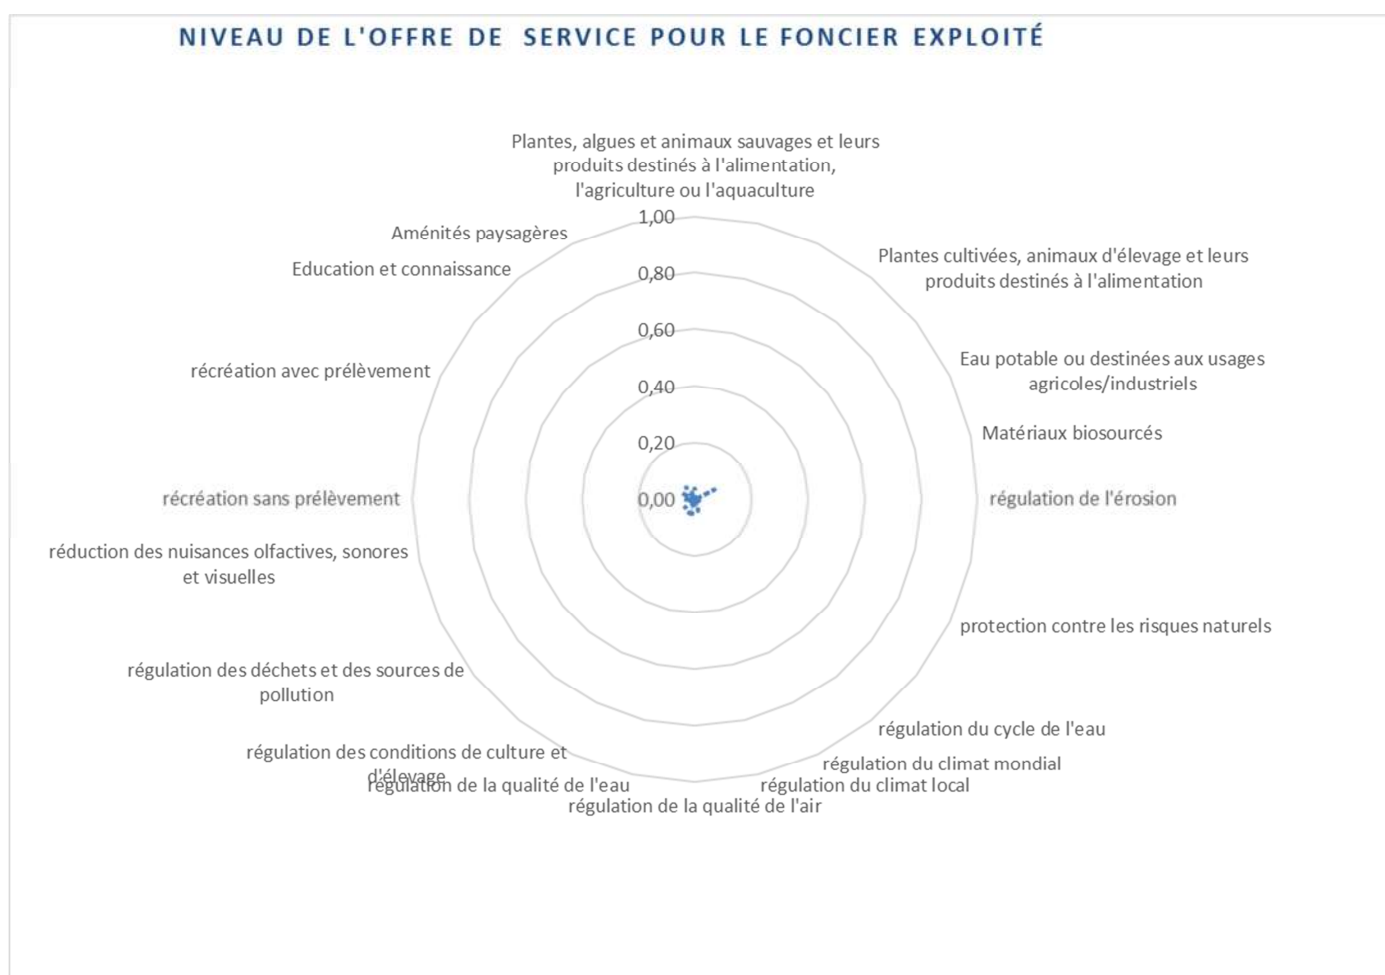 NIVEAU DE L'OFFRE DE SERVICE POUR LE FONCIER EXPLOITÉ
Plantes, algues et animaux sauvages et leurs
produits destinés à l'alimentation,
l'agriculture ou l'aquaculture
1,00
Aménités paysagères
Plantes cultivées, animaux d'élevage et leurs
produits destinés à l'alimentation
Education et connaissance
0,80
0,60
Eau potable ou destinées aux usages
agricoles/industriels
récréation avec prélèvement
0,40
Matériaux biosourcés
0,20
récréation sans prélèvement
0,00
régulation de l'érosion
réduction des nuisances olfactives, sonores
et visuelles
protection contre les risques naturels
régulation des déchets et des sources de
pollution
régulation du cycle de l'eau
régulation des conditions de culture et
d'élevage
régulation du climat mondial
régulation de la qualité de l'eau
régulation du climat local
régulation de la qualité de l'air